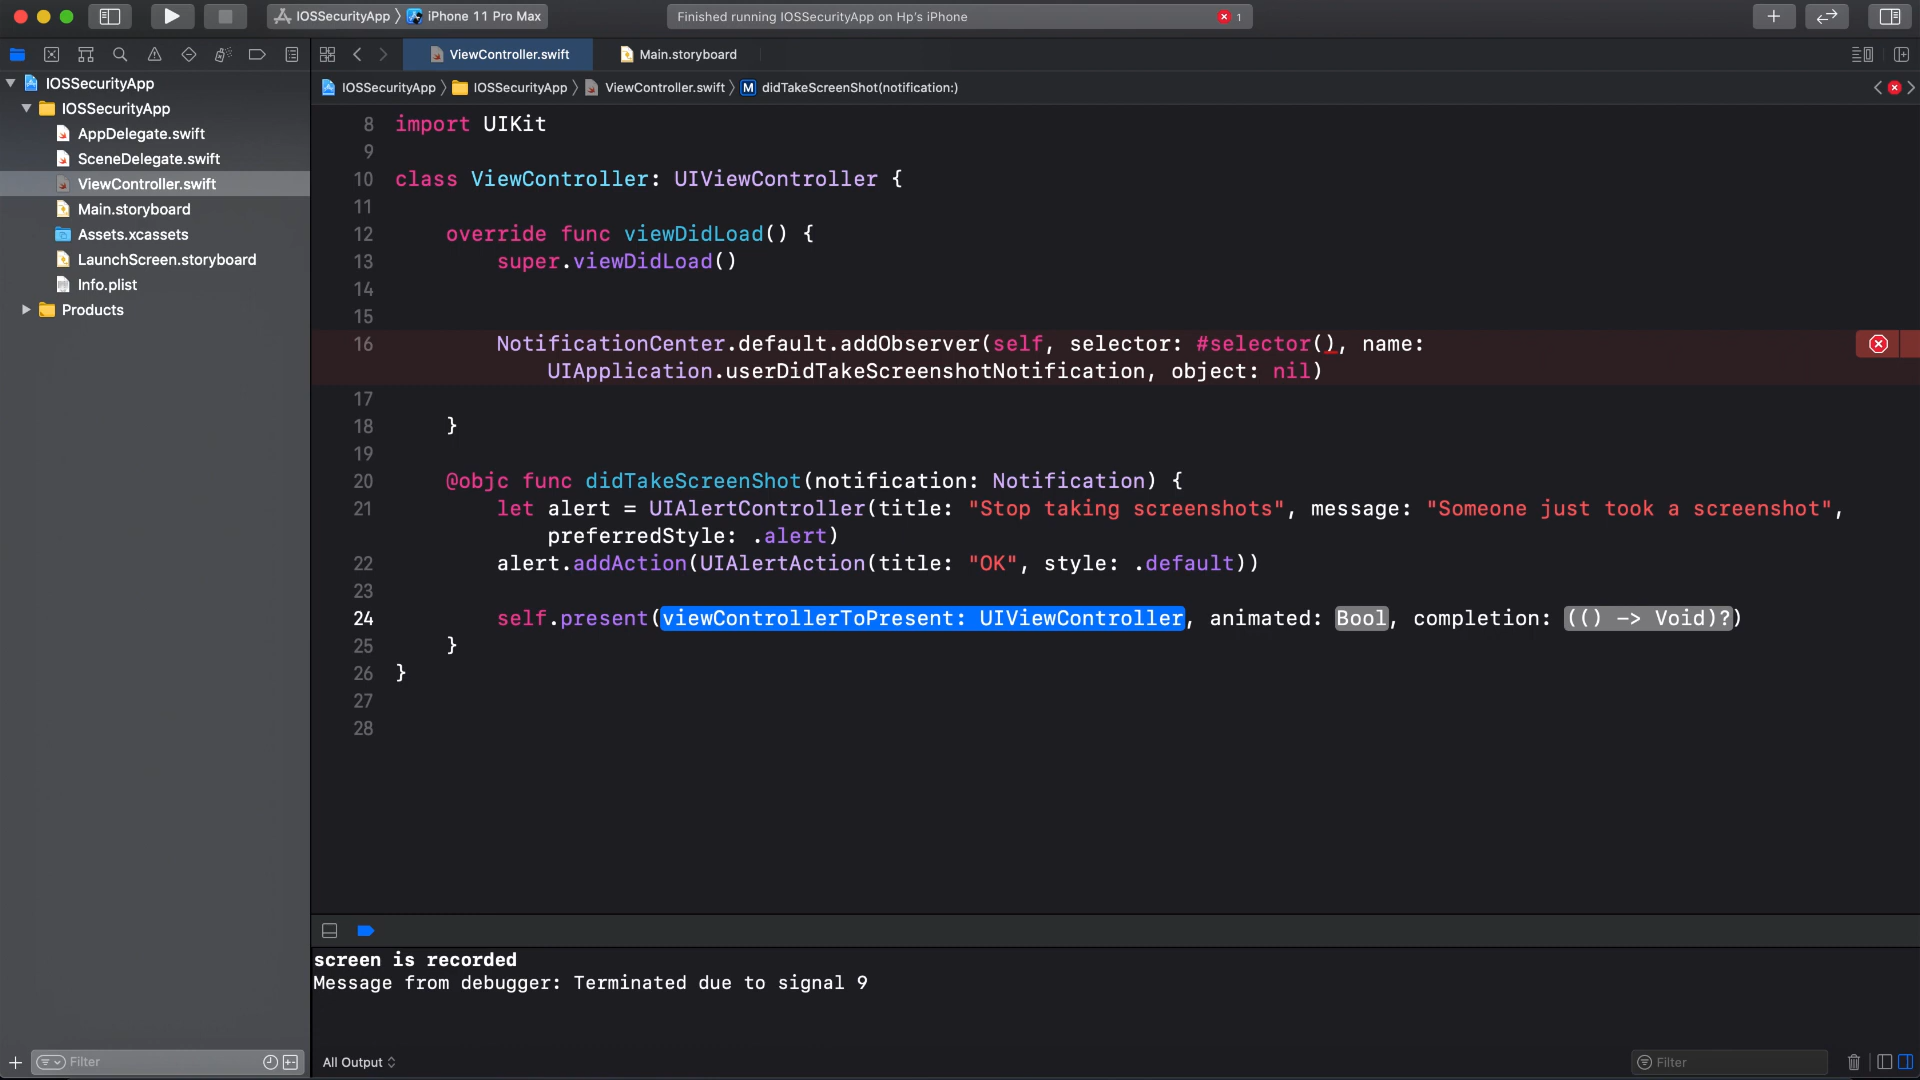 IOSSecurityApp 〉 iPhone 11 Pro Max
Finished running IOSSecurityApp on Hp's iPhone
1
ViewController.swift
Main.storyboard
IOSSecurityApp
IOSSecurityApp
AppDelegate.swift
SceneDelegate.swift
ViewController.swift
Main.storyboard
Assets.xcassets
LaunchScreen.storyboard
Info.plist
Products
IOSSecurityApp 〉 IOSSecurityApp 〉 ViewController.swift 〉 M didTakeScreenShot(notification:)
8 import UIKit
9
10 class ViewController: UIViewController {
11
12 override func viewDidLoad() {
13 super.viewDidLoad()
14
15
16 NotificationCenter.default.addObserver(self, selector: #selector(), name:
UIApplication.userDidTakeScreenshotNotification, object: nil)
17
18 }
19
20 @objc func didTakeScreenShot(notification: Notification) {
21 let alert = UIAlertController(title: "Stop taking screenshots", message: "Someone just took a screenshot",
preferredStyle: .alert)
22 alert.addAction(UIAlertAction(title: "OK", style: .default))
23
24 self.present(viewControllerToPresent: UIViewController, animated: Bool, completion: (() -> Void)?)
25 }
26 }
27
28
screen is recorded
Message from debugger: Terminated due to signal 9
Filter
All Output
Filter